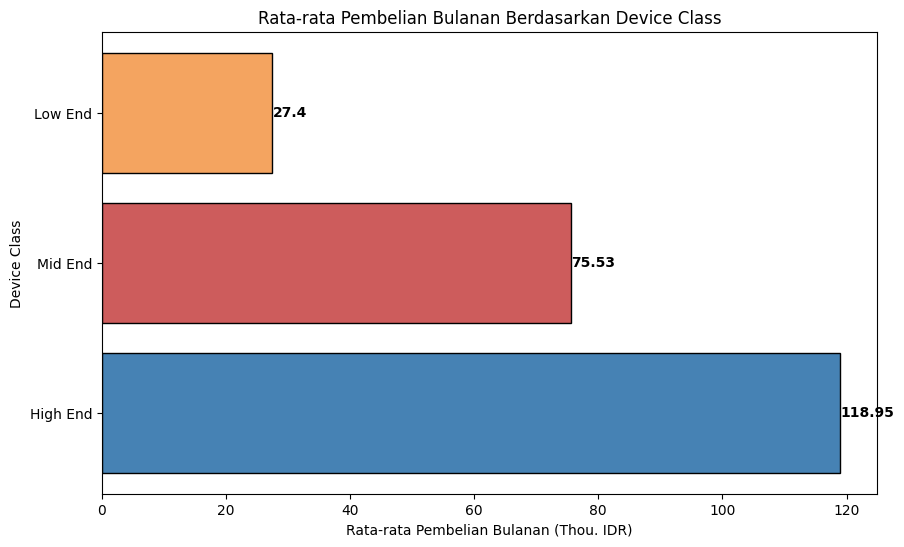 Rata-rata Pembelian Bulanan Berdasarkan Device Class
Low End
27.4
Device Class
Mid End
75.53
High End
118.95
0 20 40 60 80 100 120
Rata-rata Pembelian Bulanan (Thou. IDR)